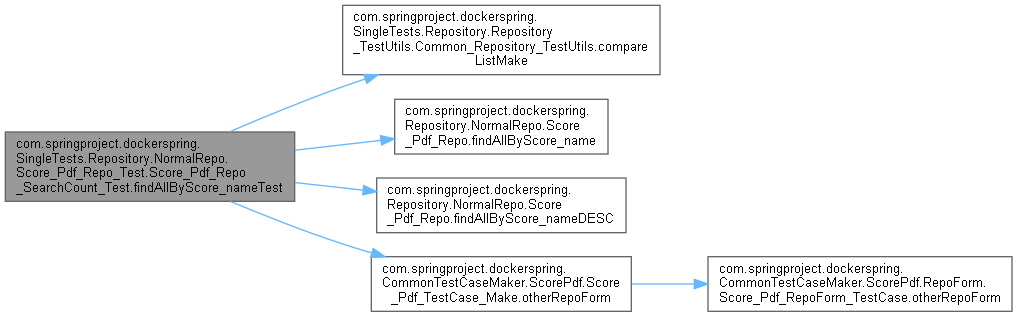 com.springproject.dockerspring.
SingleTests.Repository.Repository
_TestUtils.Common_Repository_TestUtils.compare
ListMake
com.springproject.dockerspring.
Repository.NormalRepo.Score
_Pdf_Repo.findAllByScore_name
com.springproject.dockerspring.
SingleTests.Repository.NormalRepo.
Score_Pdf_Repo_Test.Score_Pdf_Repo
_SearchCount_Test.findAllByScore_nameTest
com.springproject.dockerspring.
Repository.NormalRepo.Score
_Pdf_Repo.findAllByScore_nameDESC
com.springproject.dockerspring.
CommonTestCaseMaker.ScorePdf.Score
_Pdf_TestCase_Make.otherRepoForm
com.springproject.dockerspring.
CommonTestCaseMaker.ScorePdf.RepoForm.
Score_Pdf_RepoForm_TestCase.otherRepoForm